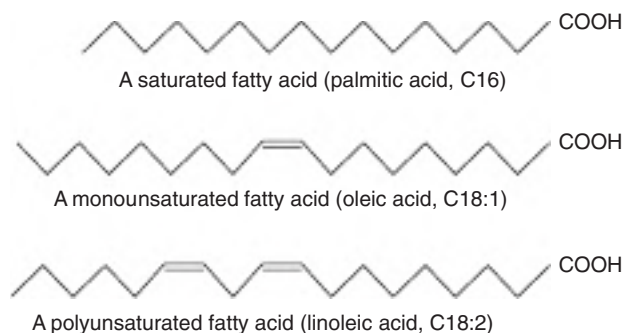 COOH
A saturated fatty acid (palmitic acid, C16)
COOH
A monounsaturated fatty acid (oleic acid, C18:1)
COOH
A polyunsaturated fatty acid (linoleic acid, C18:2)